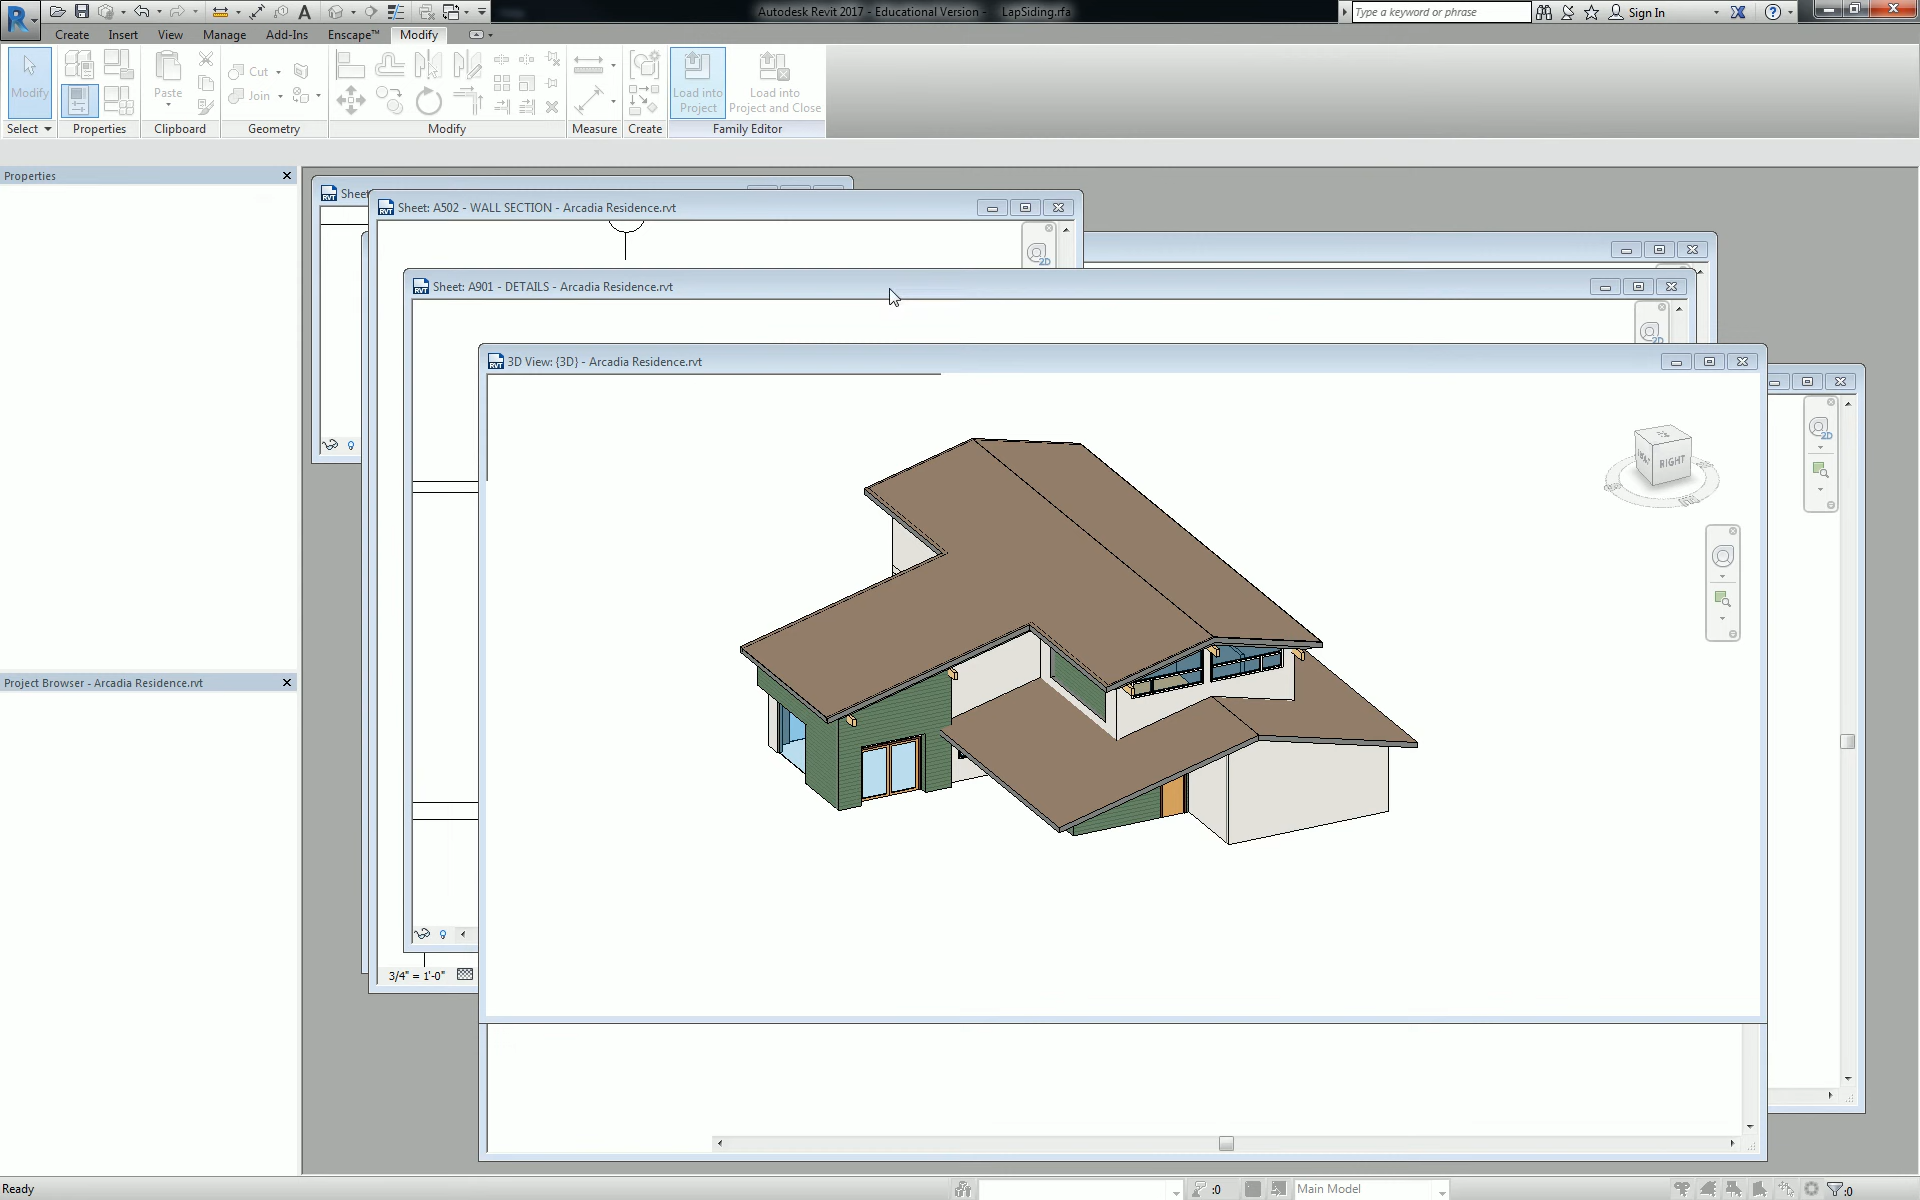 Autodesk Revit 2017 - Educational Version - LapSiding.rfa
Type a keyword or phrase
Sign In
Create Insert View Manage Add-Ins Enscape™ Modify
Modify
Paste
Cut
Join
Load into Project
Load into Project and Close
Select Properties Clipboard Geometry Modify Measure Create Family Editor
Properties
Sheet
Sheet: A502 - WALL SECTION - Arcadia Residence.rvt
2D
Sheet: A901 - DETAILS - Arcadia Residence.rvt
2D
3D View: {3D} - Arcadia Residence.rvt
2D
RIGHT
Project Browser - Arcadia Residence.rvt
3/4" = 1'-0"
Ready
:0
Main Model
:0